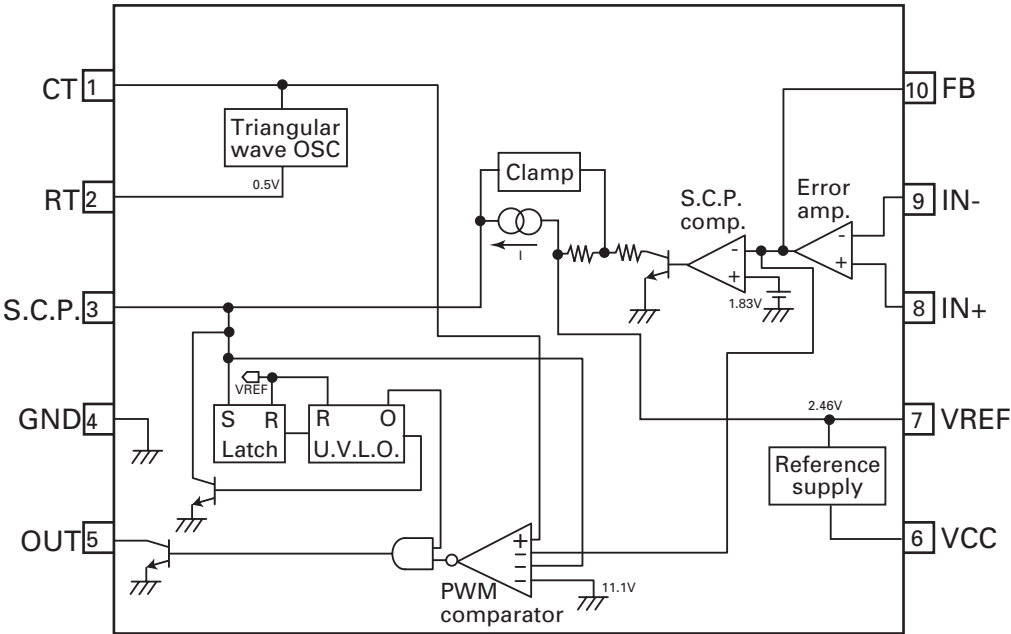 CT 1
Triangular
wave OSC
10 FB
RT 2
0.5V
Clamp
S.C.P.
comp.
Error
amp.
9 IN-
-
+
I
-
+
1.83V
S.C.P. 3
8 IN+
VREF
S R
Latch
R O
U.V.L.O.
GND 4
2.46V
7 VREF
Reference
supply
OUT 5
+
-
-
-
6 VCC
11.1V
PWM
comparator